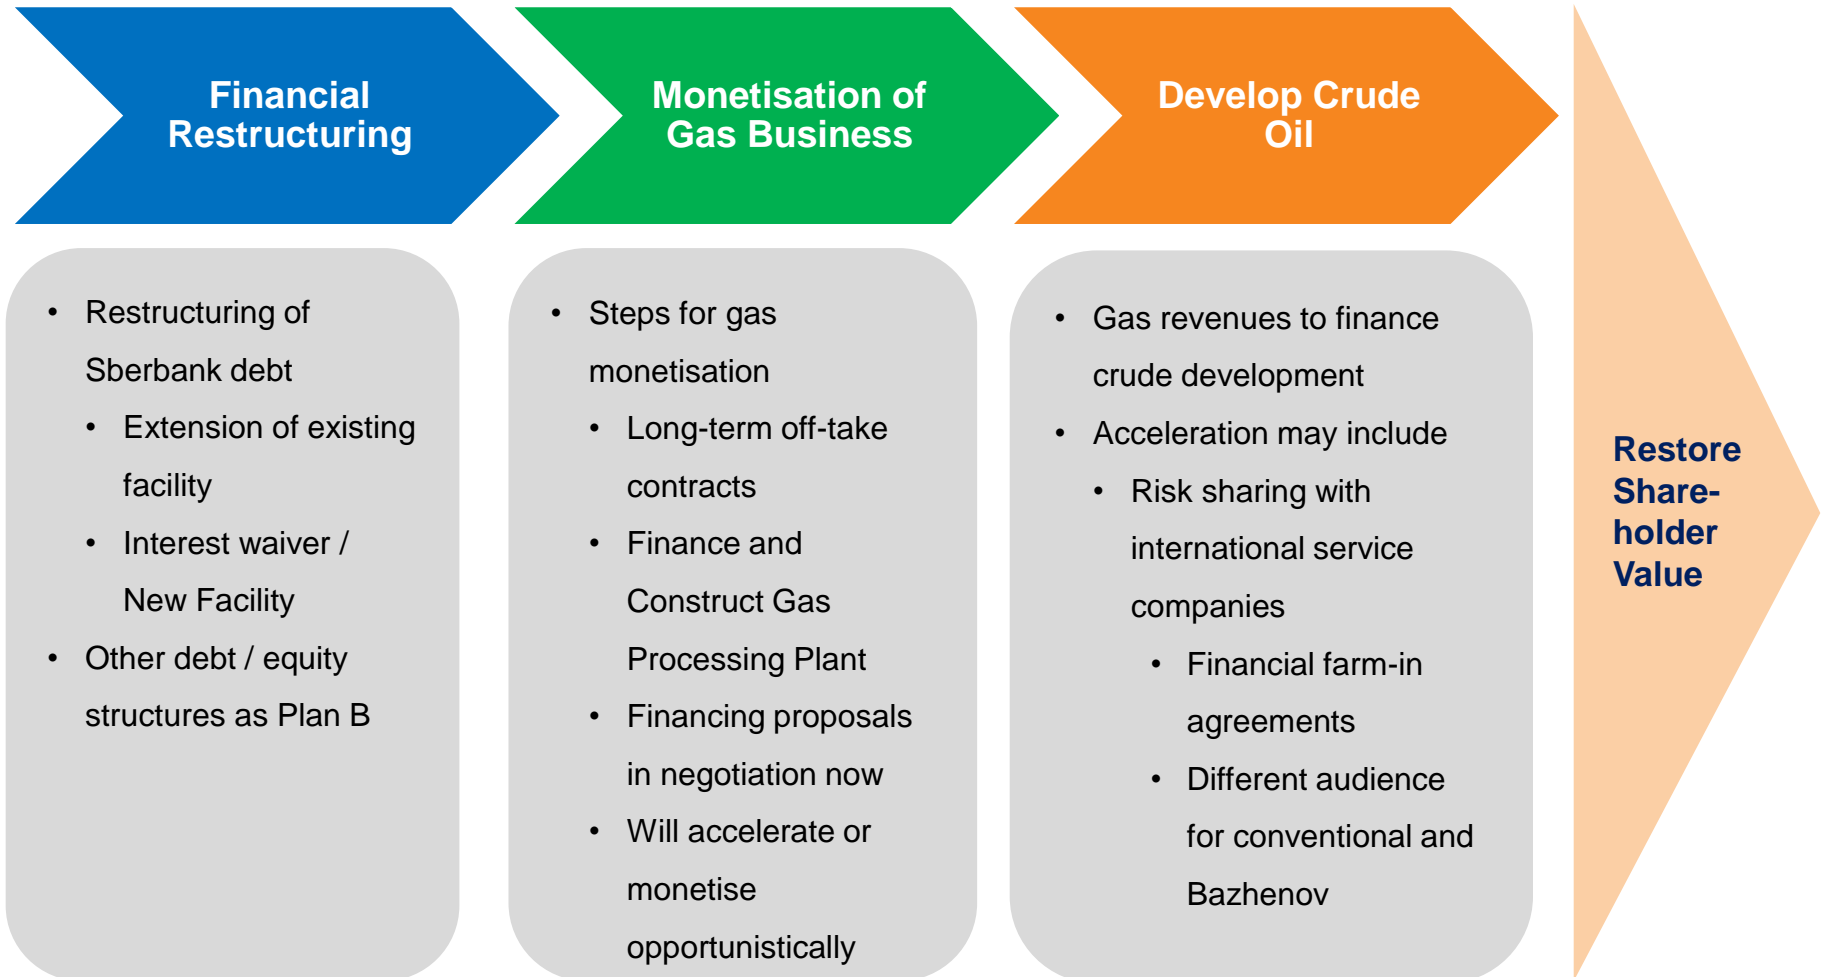 Financial
Restructuring
Monetisation of
Gas Business
Develop Crude
Oil
• Restructuring of
Sberbank debt
• Extension of existing
facility
• Interest waiver /
New Facility
• Other debt / equity
structures as Plan B
• Steps for gas
monetisation
• Long-term off-take
contracts
• Finance and
Construct Gas
Processing Plant
• Financing proposals
in negotiation now
• Will accelerate or
monetise
opportunistically
• Gas revenues to finance
crude development
• Acceleration may include
• Risk sharing with
international service
companies
• Financial farm-in
agreements
• Different audience
for conventional and
Bazhenov
Restore
Share-
holder
Value